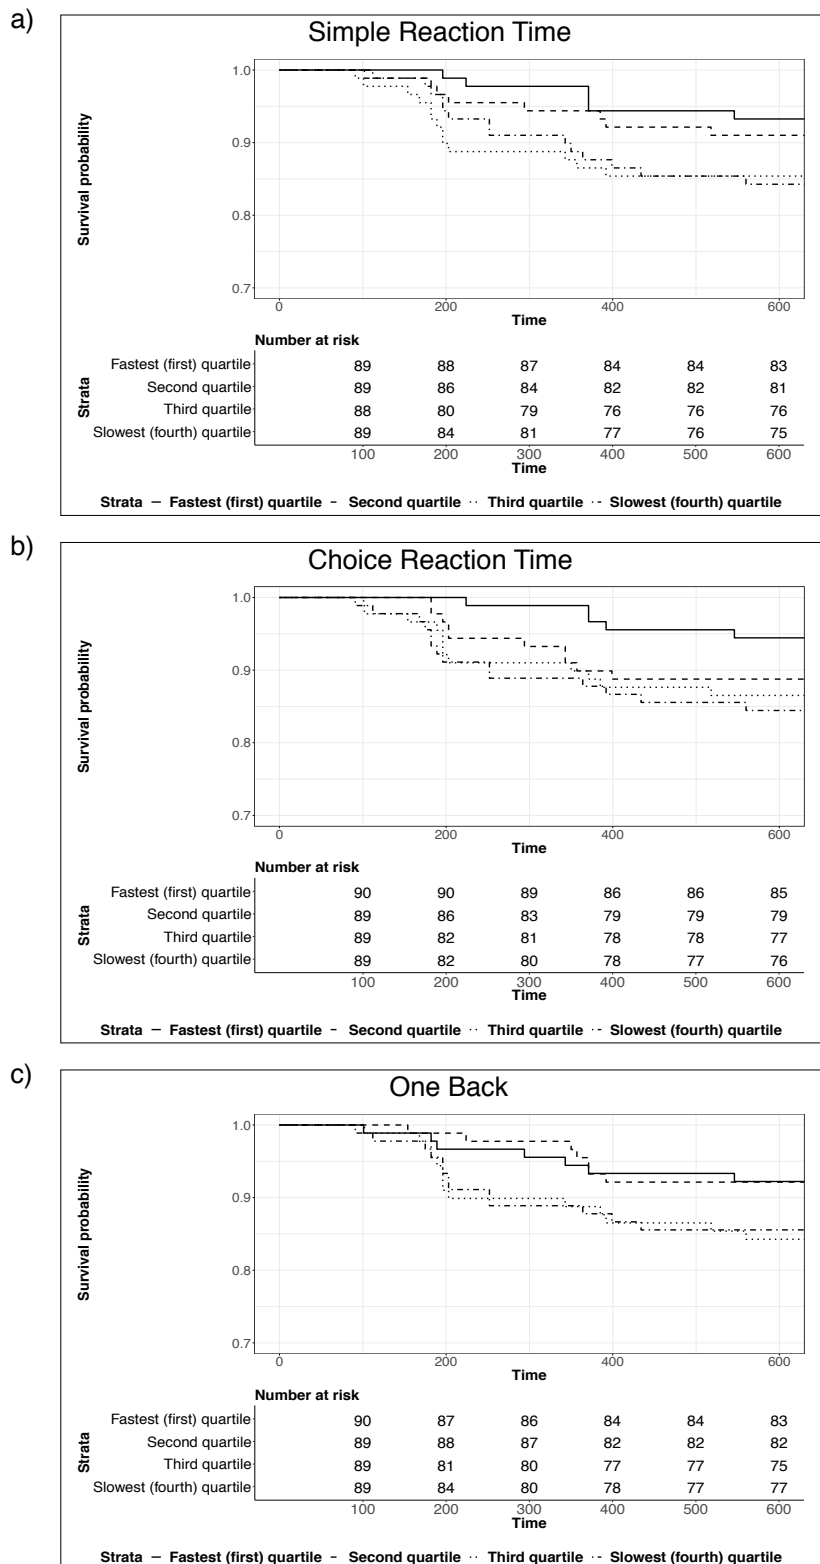 a)
Simple Reaction Time
Survival probability
1.0
0.9
0.8
0.7
0 200 400 600
Time
Number at risk
Strata
Fastest (first) quartile 89 88 87 84 84 83
Second quartile 89 86 84 82 82 81
Third quartile 88 80 79 76 76 76
Slowest (fourth) quartile 89 84 81 77 76 75
100 200 300 400 500 600
Time
Strata Fastest (first) quartile Second quartile Third quartile Slowest (fourth) quartile
b)
Choice Reaction Time
Survival probability
1.0
0.9
0.8
0.7
0 200 400 600
Time
Number at risk
Strata
Fastest (first) quartile 90 90 89 86 86 85
Second quartile 89 86 83 79 79 79
Third quartile 89 82 81 78 78 77
Slowest (fourth) quartile 89 82 80 78 77 76
100 200 300 400 500 600
Time
Strata Fastest (first) quartile Second quartile Third quartile Slowest (fourth) quartile
c)
One Back
Survival probability
1.0
0.9
0.8
0.7
0 200 400 600
Time
Number at risk
Strata
Fastest (first) quartile 90 87 86 84 84 83
Second quartile 89 88 87 82 82 82
Third quartile 89 81 80 77 77 75
Slowest (fourth) quartile 89 84 80 78 77 77
100 200 300 400 500 600
Time
Strata Fastest (first) quartile Second quartile Third quartile Slowest (fourth) quartile